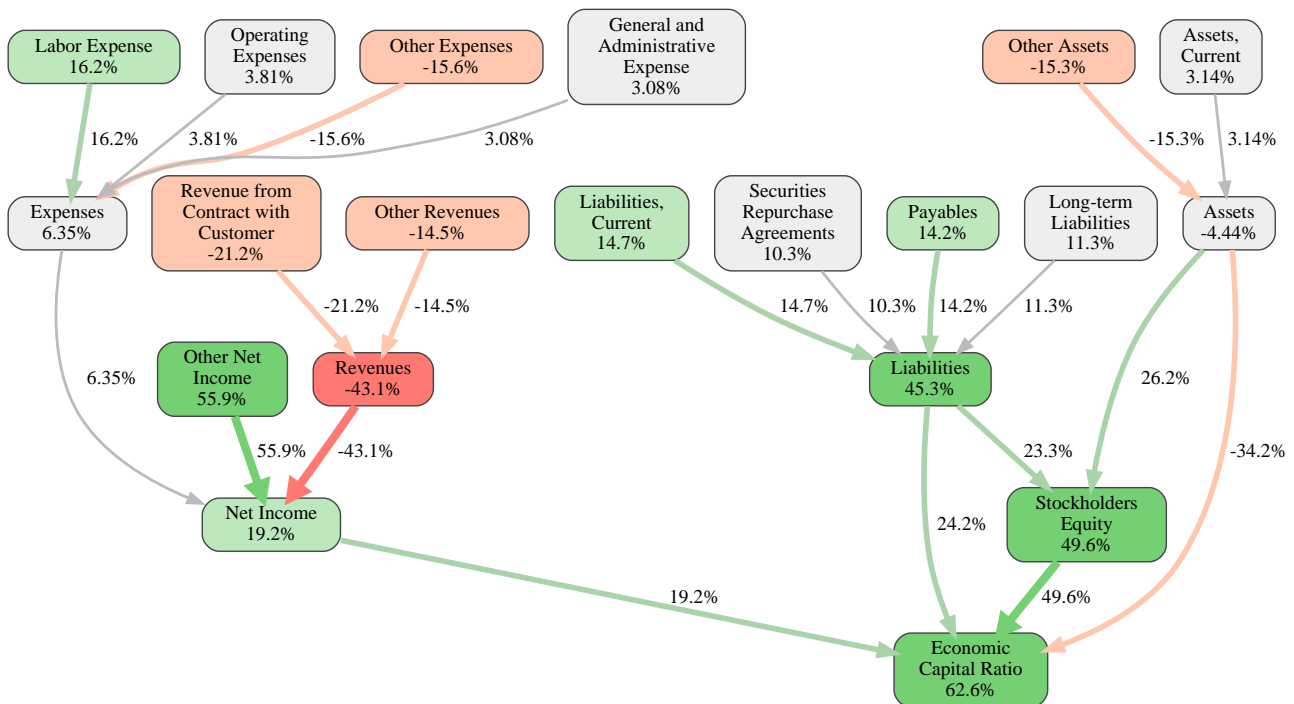 Labor Expense
16.2%
Operating
Expenses
3.81%
Other Expenses
-15.6%
General and
Administrative
Expense
3.08%
Other Assets
-15.3%
Assets,
Current
3.14%
16.2%
3.81%
-15.6%
3.08%
-15.3%
3.14%
Expenses
6.35%
Revenue from
Contract with
Customer
-21.2%
Other Revenues
-14.5%
Liabilities,
Current
14.7%
Securities
Repurchase
Agreements
10.3%
Payables
14.2%
Long-term
Liabilities
11.3%
Assets
-4.44%
-21.2%
-14.5%
14.7%
10.3%
14.2%
11.3%
6.35%
Other Net
Income
55.9%
Revenues
-43.1%
Liabilities
45.3%
26.2%
55.9%
-43.1%
23.3%
-34.2%
Net Income
19.2%
24.2%
Stockholders
Equity
49.6%
19.2%
49.6%
Economic
Capital Ratio
62.6%